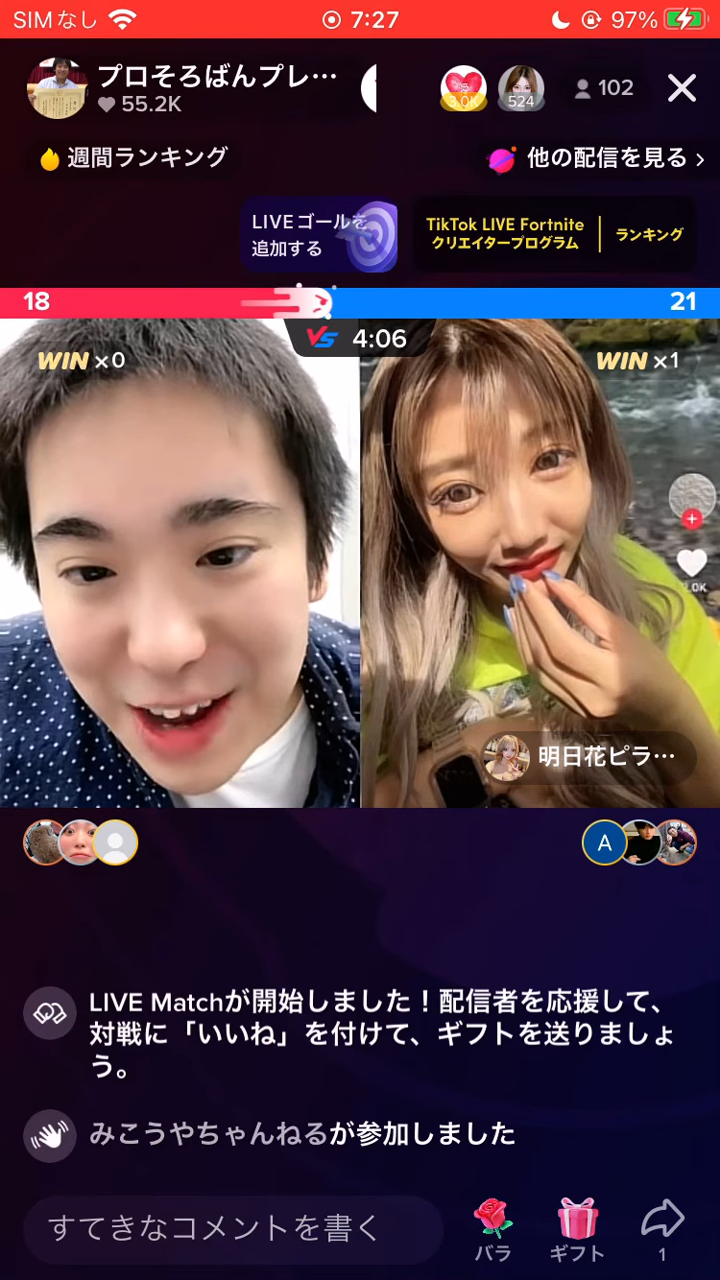 SIMなし 7:27 97%
プロそろばんプレ…
55.2K
3.0K 524 102
週間ランキング 他の配信を見る
LIVEゴールを
追加する
TikTok LIVE Fortnite
クリエイタープログラム ランキング
18 21
VS 4:06
WIN ×0 WIN ×1
明日花ピラ…
A
LIVE Matchが開始しました！配信者を応援して、
対戦に「いいね」を付けて、ギフトを送りましょ
う。
みこうやちゃんねるが参加しました
すてきなコメントを書く
バラ ギフト 1